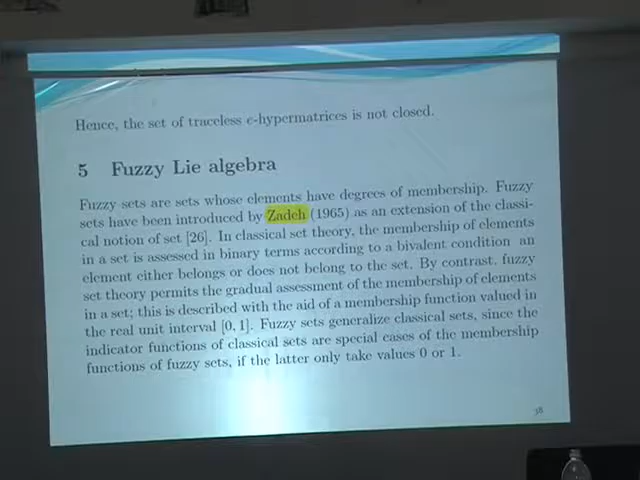 Hence, the set of traceless e-hypermatrices is not closed.
5 Fuzzy Lie algebra
Fuzzy sets are sets whose elements have degrees of membership. Fuzzy
sets have been introduced by Zadeh (1965) as an extension of the classi-
cal notion of set [26]. In classical set theory, the membership of elements
in a set is assessed in binary terms according to a bivalent condition an
element either belongs or does not belong to the set. By contrast, fuzzy
set theory permits the gradual assessment of the membership of elements
in a set; this is described with the aid of a membership function valued in
the real unit interval [0, 1]. Fuzzy sets generalize classical sets, since the
indicator functions of classical sets are special cases of the membership
functions of fuzzy sets, if the latter only take values 0 or 1.
58